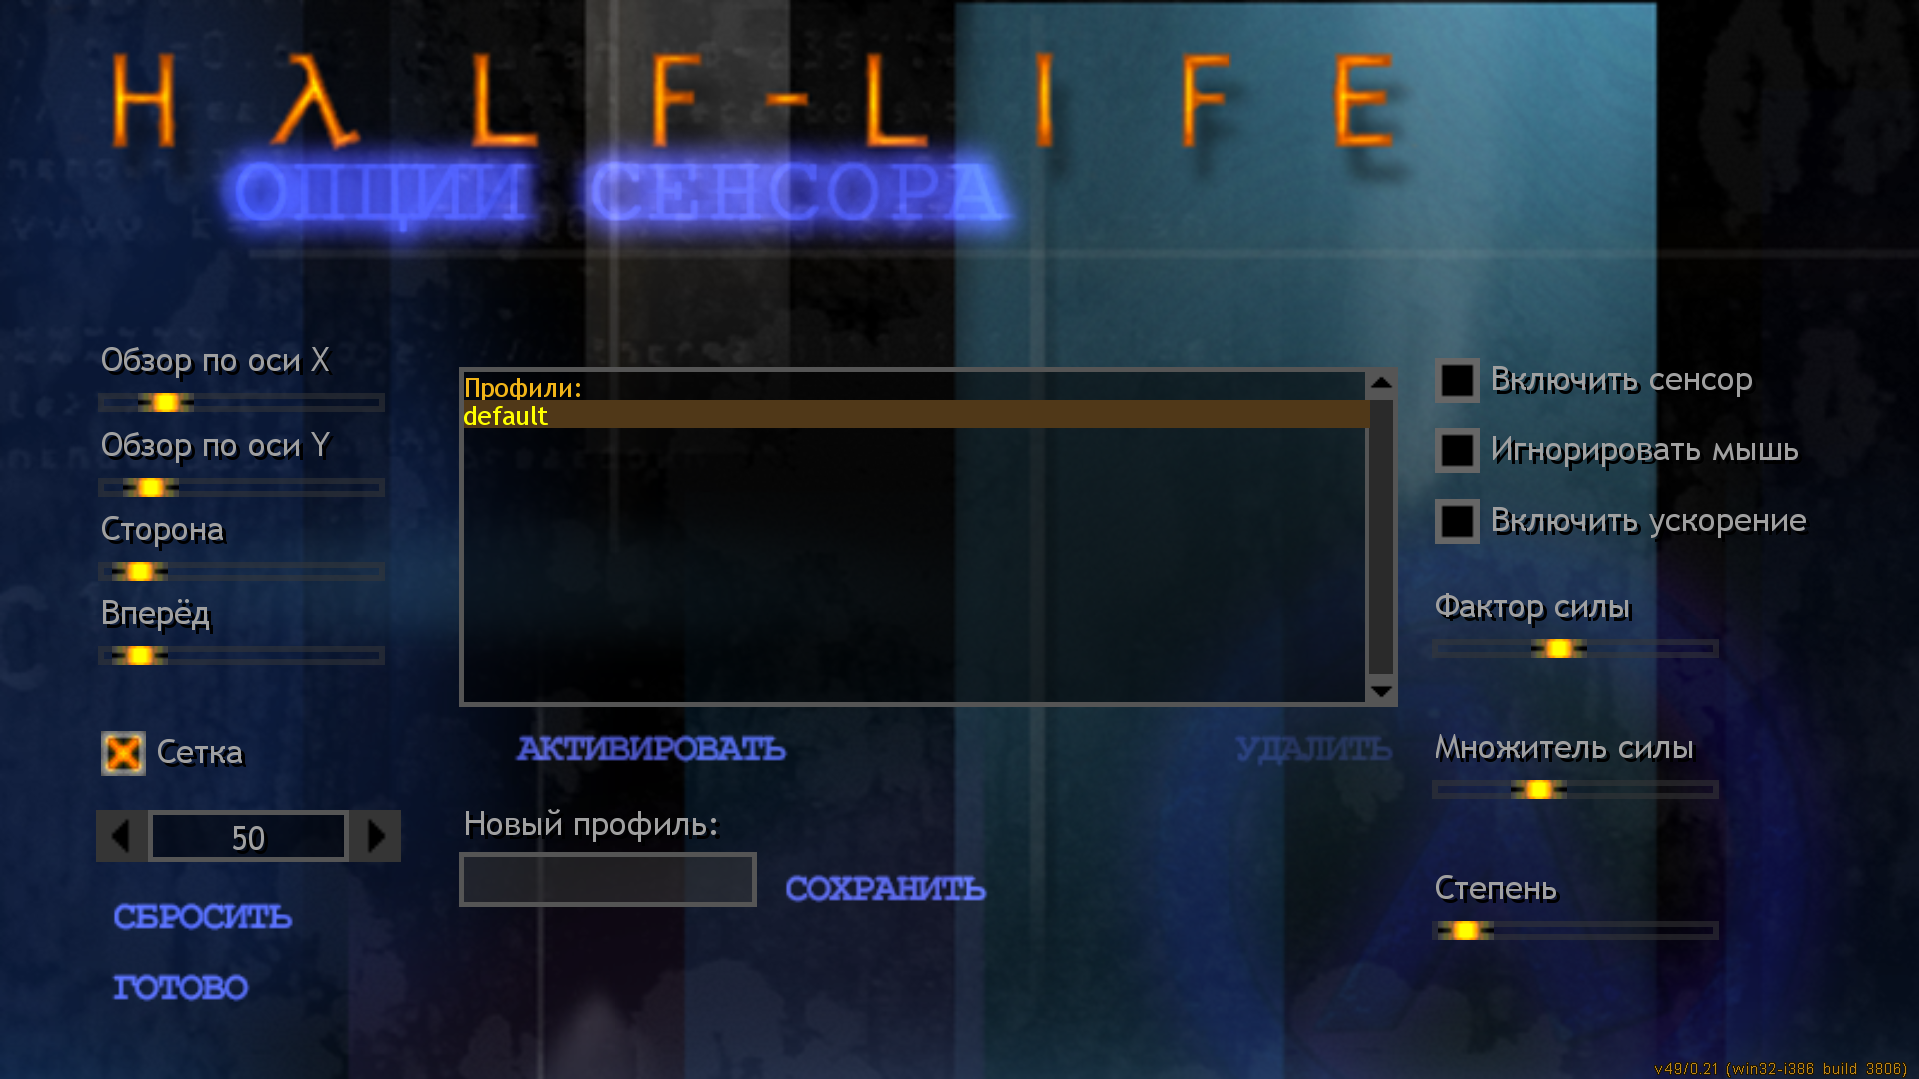 HλLF-LIFE
ОПЦИИ СЕНСОРА
Обзор по оси X
Обзор по оси Y
Сторона
Вперёд
Сетка
50
СБРОСИТЬ
ГОТОВО
Профили:
default
АКТИВИРОВАТЬ
УДАЛИТЬ
Новый профиль:
СОХРАНИТЬ
Включить сенсор
Игнорировать мышь
Включить ускорение
Фактор силы
Множитель силы
Степень
v49/0.21 (win32-i386 build 3806)